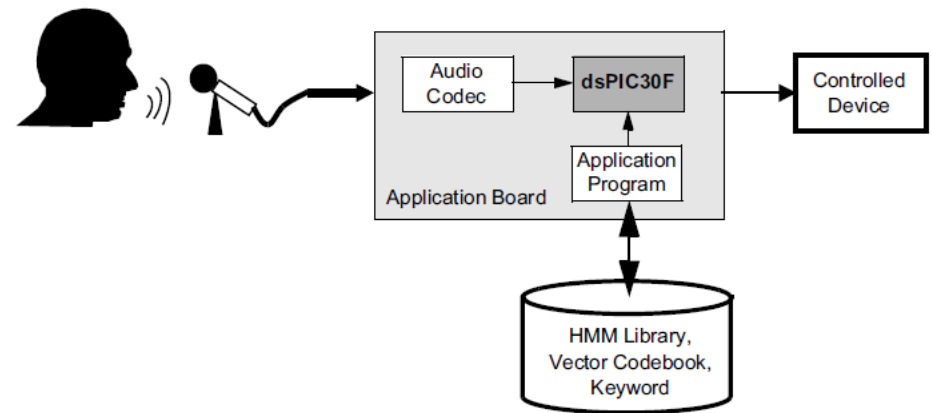 Audio
Codec
dsPIC30F
Controlled
Device
Application
Program
Application Board
HMM Library,
Vector Codebook,
Keyword